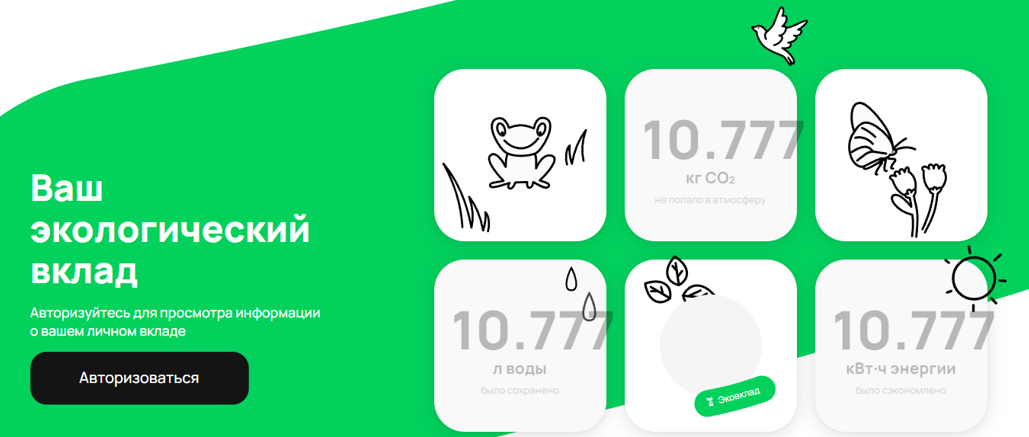 Ваш
экологический
вклад
Авторизуйтесь для просмотра информации
о вашем личном вкладе
Авторизоваться
10.777
кг CO₂
не попало в атмосферу
10.777
л воды
было сохранено
Эковклад
10.777
кВт·ч энергии
было сэкономлено